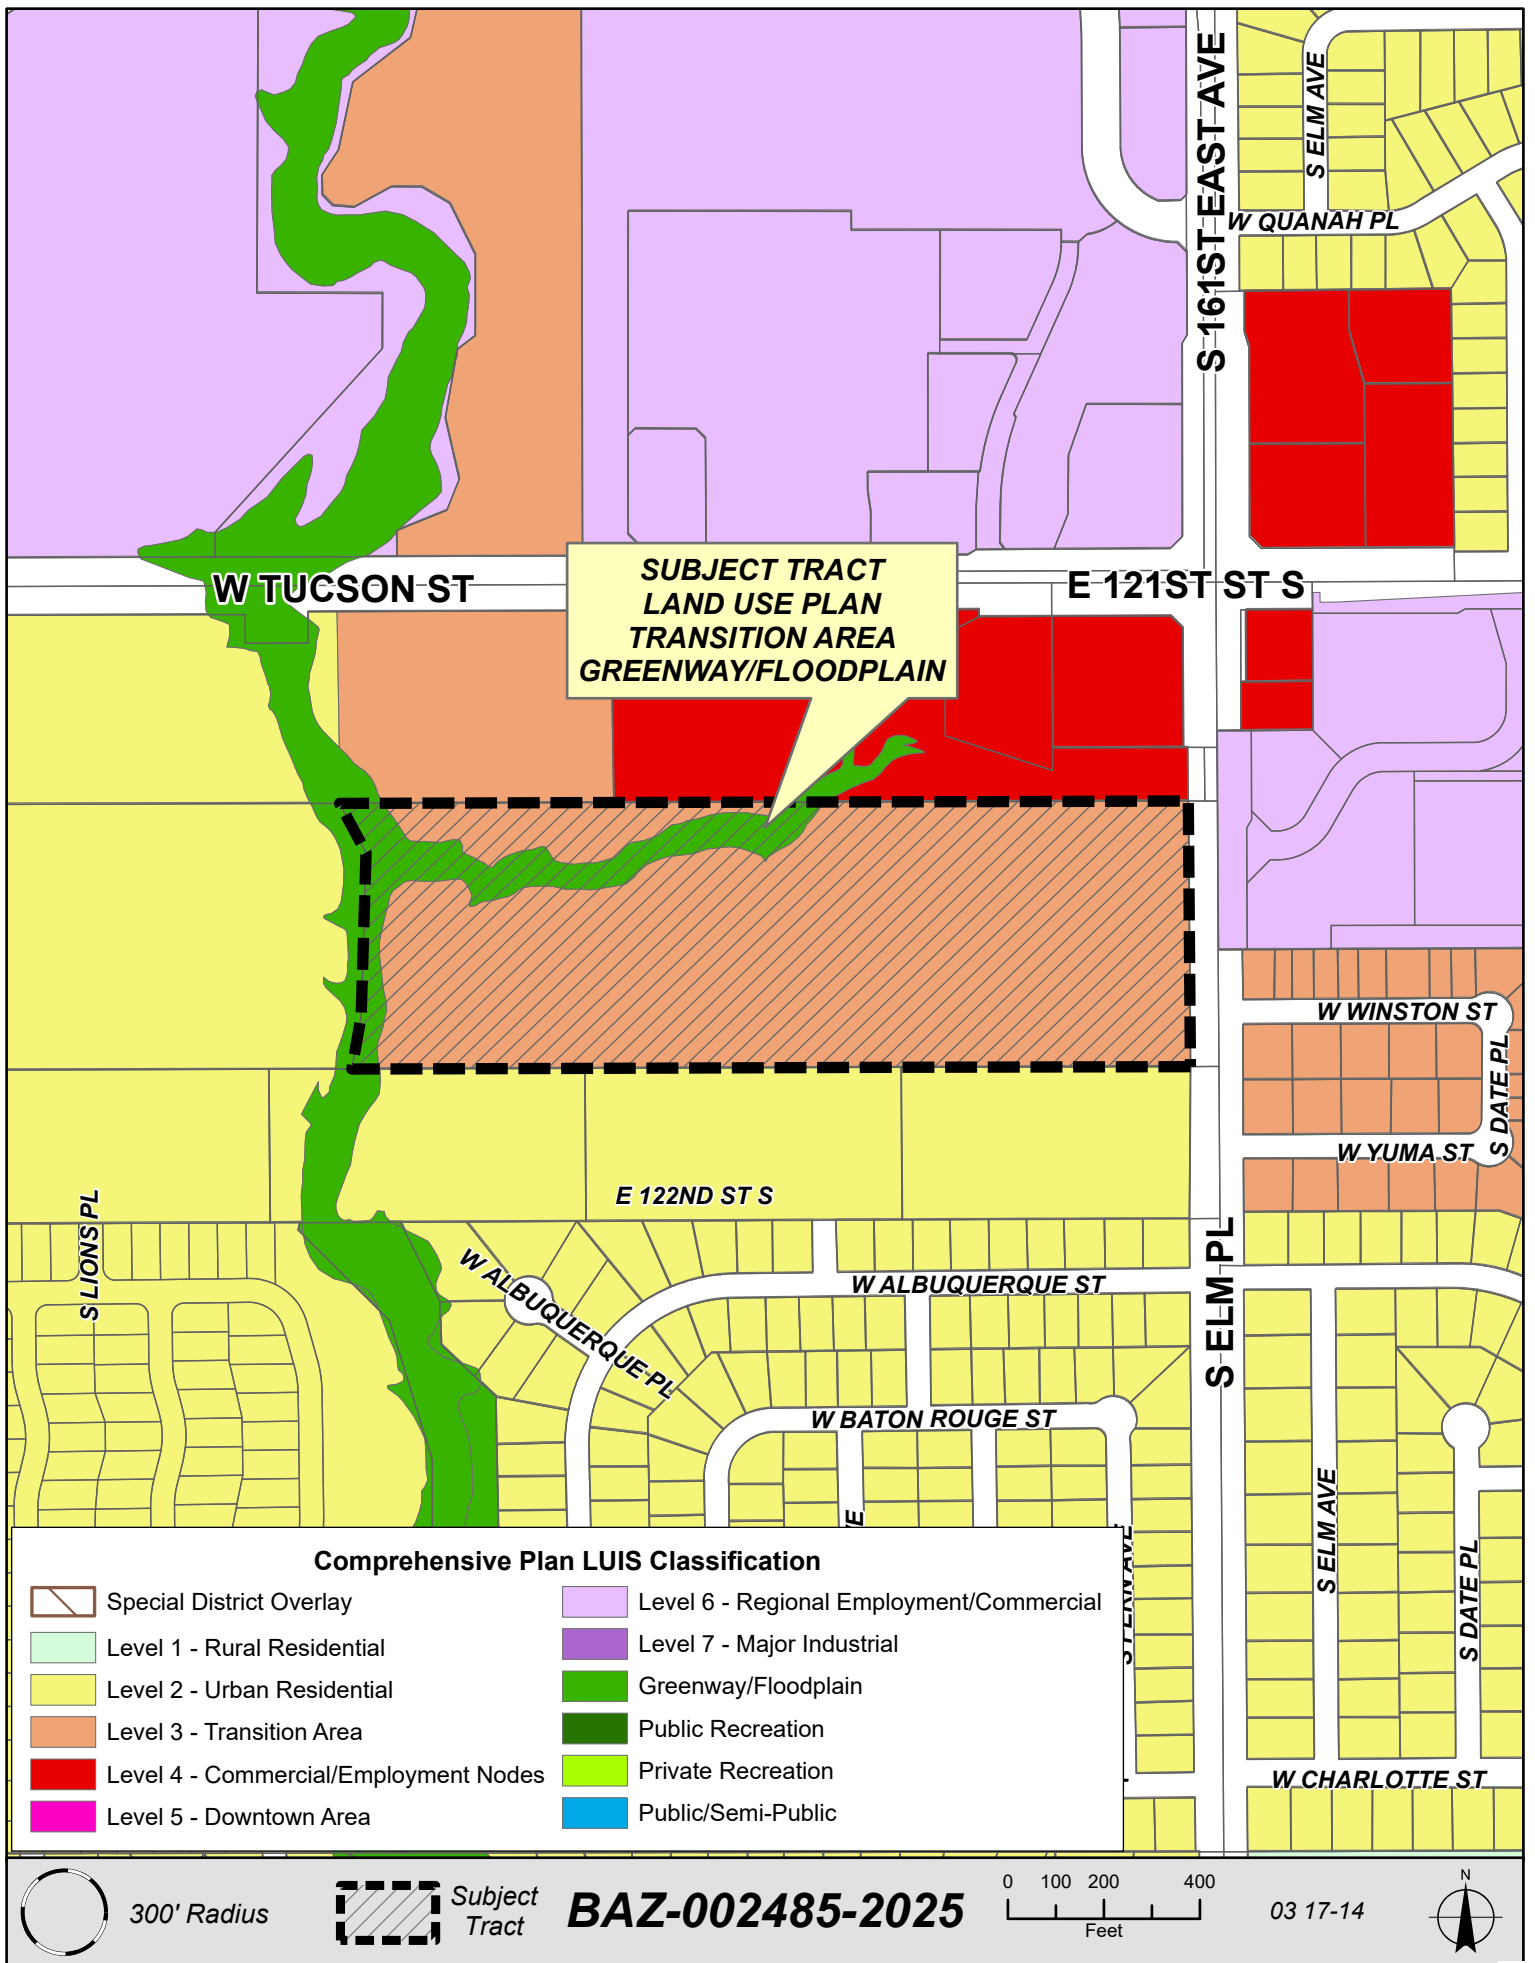 S 161ST EAST AVE
S ELM AVE
W QUANAH PL
W TUCSON ST
SUBJECT TRACT
LAND USE PLAN
TRANSITION AREA
GREENWAY/FLOODPLAIN
E 121ST ST S
W WINSTON ST
S DATE PL
W YUMA ST
E 122ND ST S
S LIONS PL
W ALBUQUERQUE PL
W ALBUQUERQUE ST
S ELM PL
W BATON ROUGE ST
S FERN AVE
S ELM AVE
S DATE PL
W CHARLOTTE ST
Comprehensive Plan LUIS Classification
Special District Overlay
Level 1 - Rural Residential
Level 2 - Urban Residential
Level 3 - Transition Area
Level 4 - Commercial/Employment Nodes
Level 5 - Downtown Area
Level 6 - Regional Employment/Commercial
Level 7 - Major Industrial
Greenway/Floodplain
Public Recreation
Private Recreation
Public/Semi-Public
300' Radius
Subject
Tract
BAZ-002485-2025
0 100 200 400
Feet
03 17-14
N